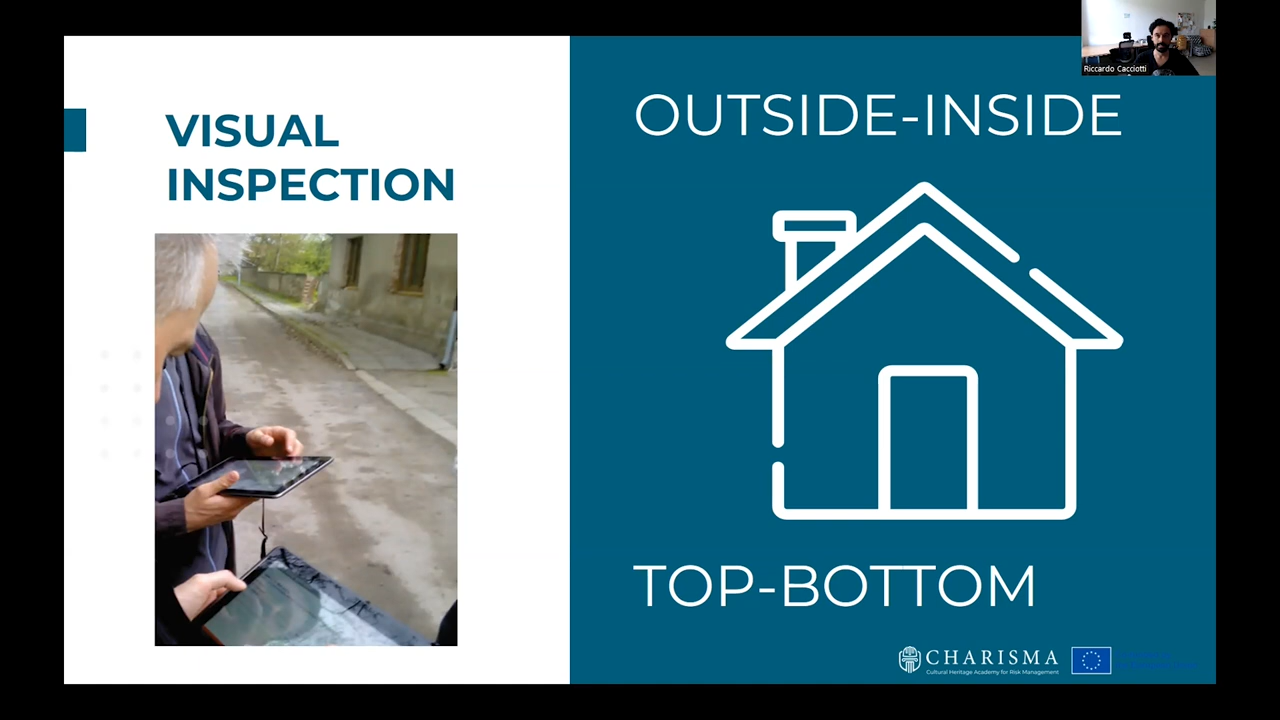 Riccardo Cacciotti
VISUAL
INSPECTION
OUTSIDE-INSIDE
TOP-BOTTOM
CHARISMA
Cultural Heritage Academy for Risk Management